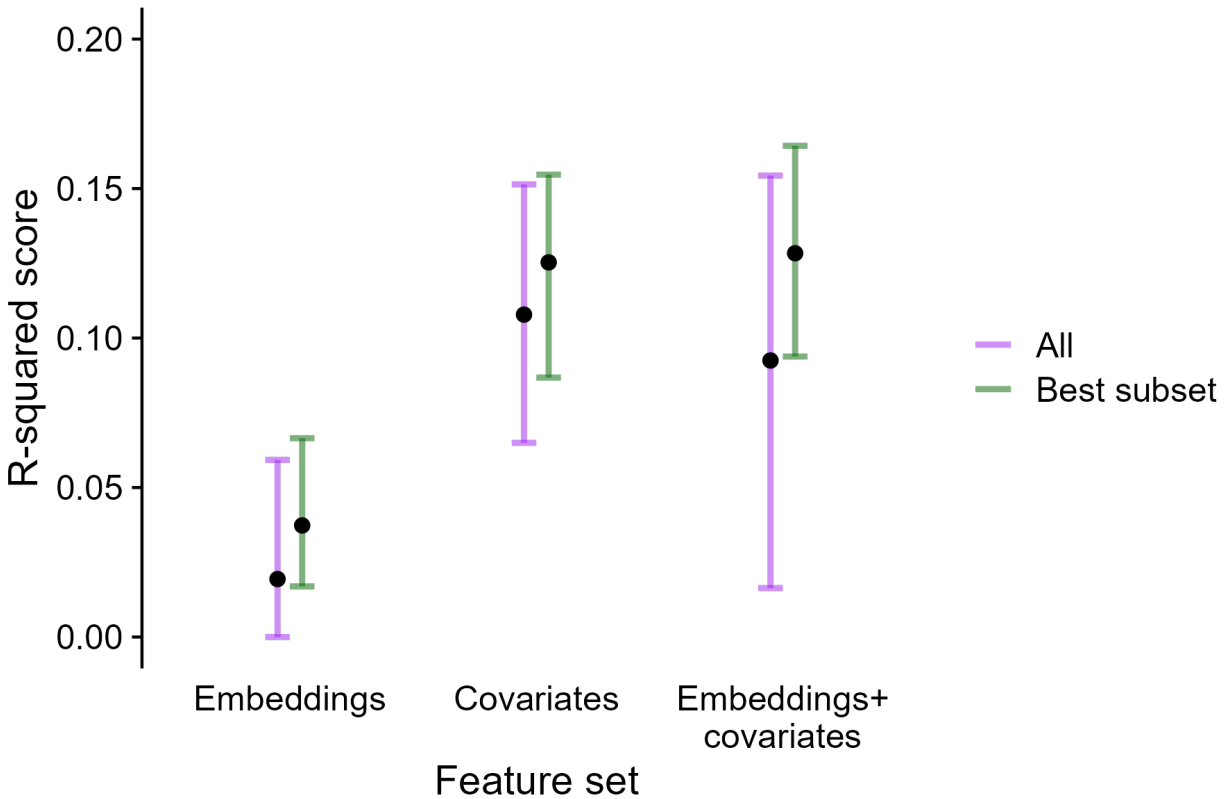 R-squared score
0.20
0.15
0.10
0.05
0.00
Embeddings
Covariates
Embeddings+
covariates
Feature set
All
Best subset